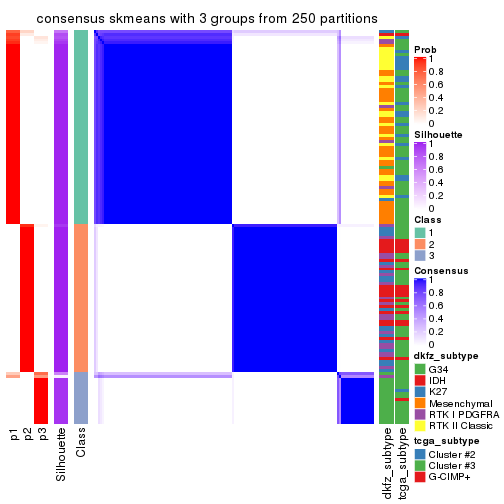 consensus skmeans with 3 groups from 250 partitions
Prob
1
0.8
0.6
0.4
0.2
0
Silhouette
1
0.8
0.6
0.4
0.2
0
Class
1
2
3
Consensus
1
0.8
0.6
0.4
0.2
0
dkfz_subtype
G34
IDH
K27
Mesenchymal
RTK I PDGFRA
RTK II Classic
tcga_subtype
Cluster #2
Cluster #3
G-CIMP+
p1
p2
p3
Silhouette
Class
dkfz_subtype
tcga_subtype